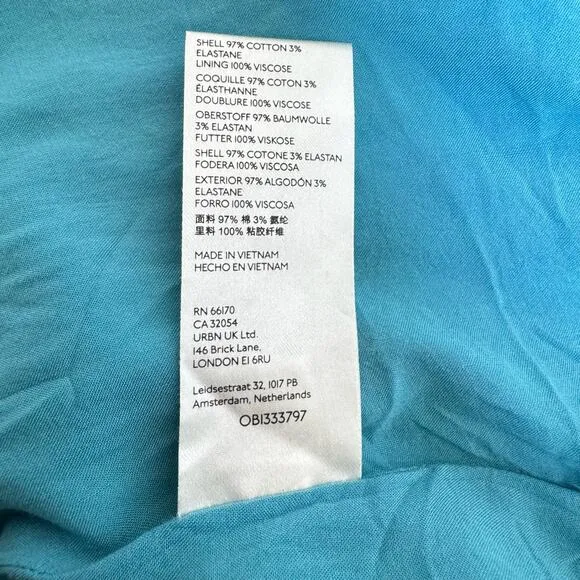 SHELL 97% COTTON 3%
ELASTANE
LINING 100% VISCOSE
COQUILLE 97% COTON 3%
ÉLASTHANNE
DOUBLURE 100% VISCOSE
OBERSTOFF 97% BAUMWOLLE
3% ELASTAN
FUTTER 100% VISKOSE
SHELL 97% COTONE 3% ELASTAN
FODERA 100% VISCOSA
EXTERIOR 97% ALGODÓN 3%
ELASTANE
FORRO 100% VISCOSA
面料 97% 棉 3% 氨纶
里料 100% 粘胶纤维
MADE IN VIETNAM
HECHO EN VIETNAM
RN 66170
CA 32054
URBN UK Ltd.
146 Brick Lane,
LONDON E1 6RU
Leidsestraat 32, 1017 PB
Amsterdam, Netherlands
OB1333797